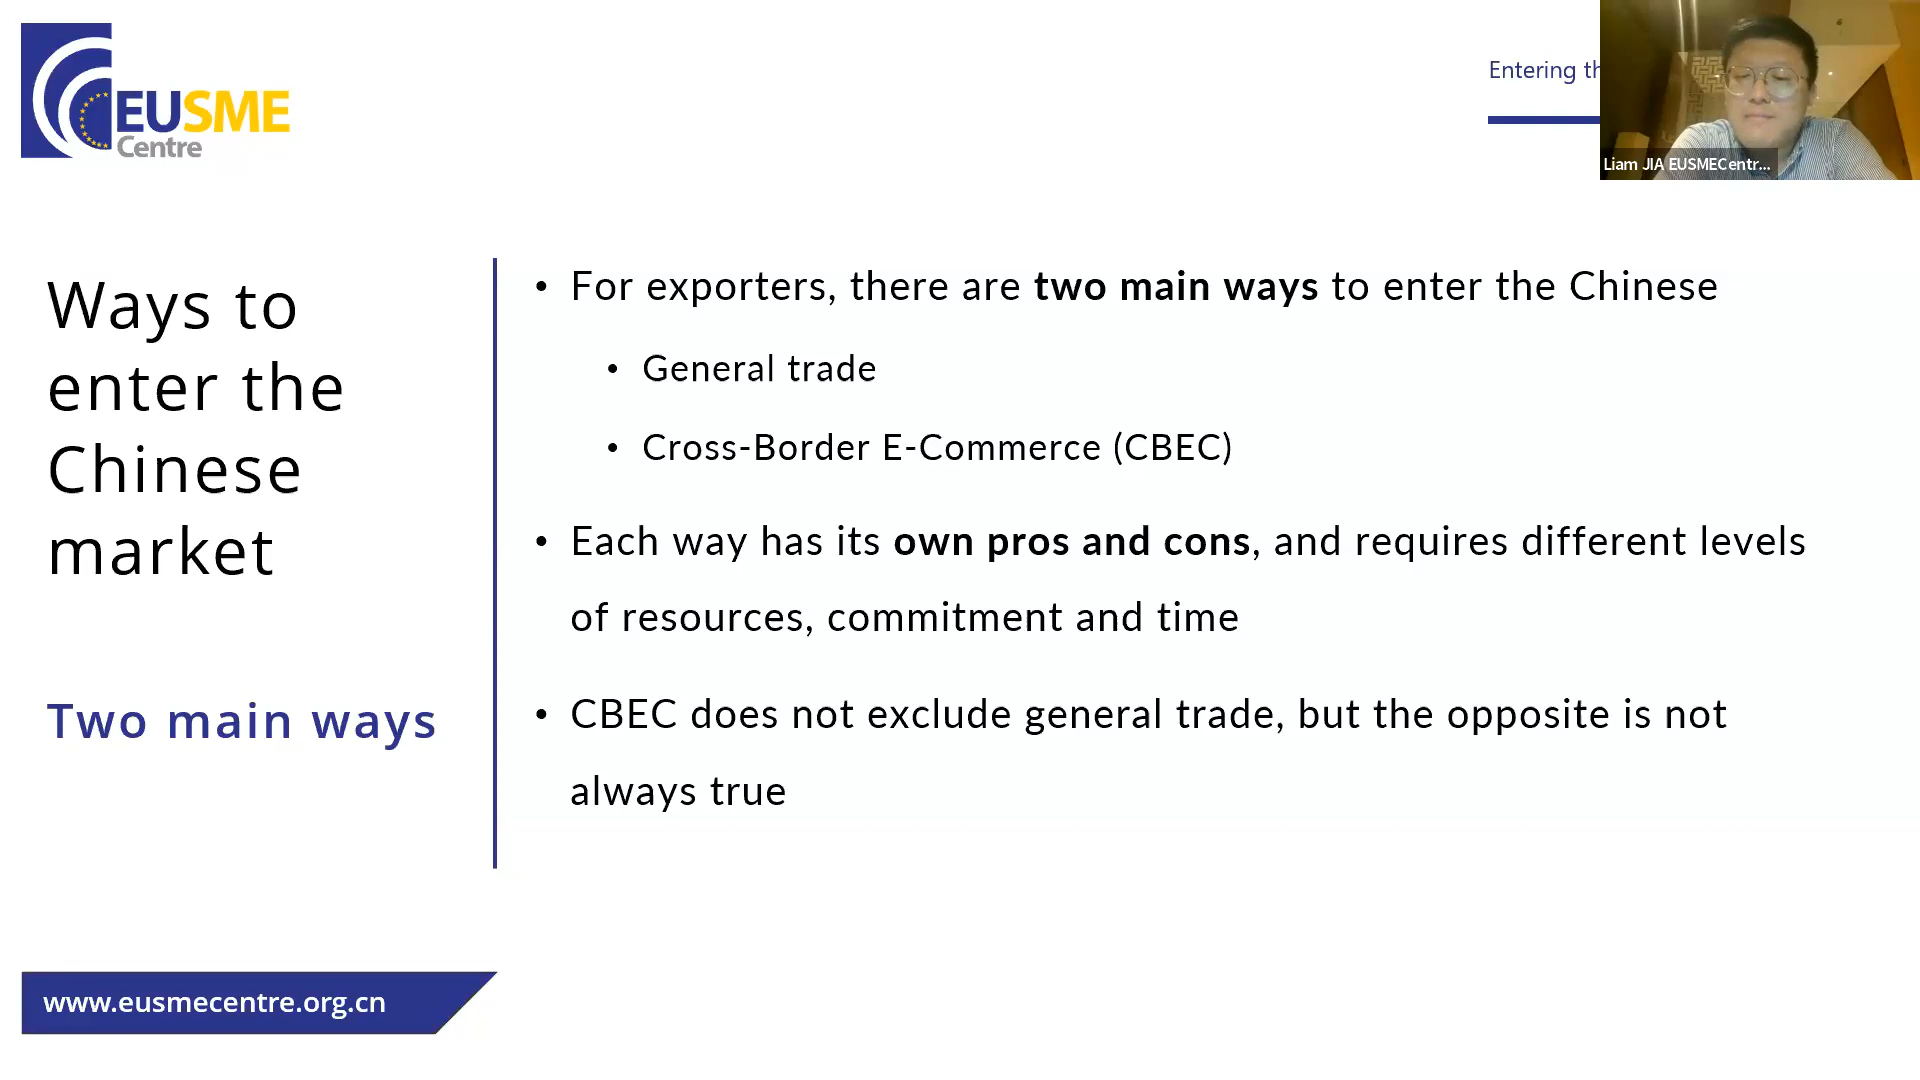 EUSME
Centre
Entering th
Liam JIA EUSMECentr...
Ways to
enter the
Chinese
market
Two main ways
• For exporters, there are two main ways to enter the Chinese
• General trade
• Cross-Border E-Commerce (CBEC)
• Each way has its own pros and cons, and requires different levels
of resources, commitment and time
• CBEC does not exclude general trade, but the opposite is not
always true
www.eusmecentre.org.cn